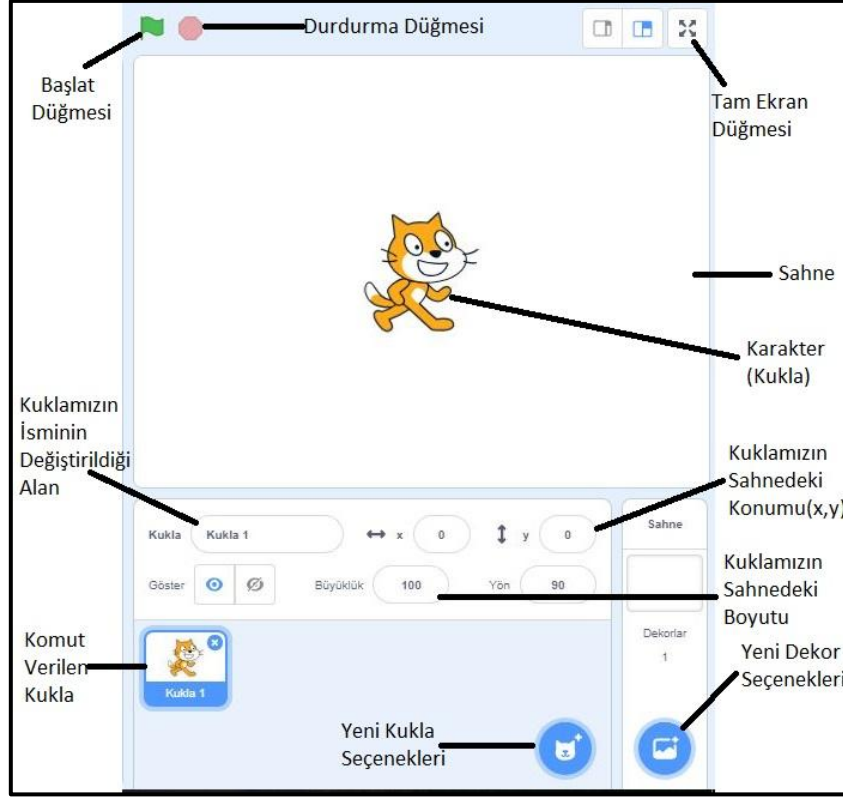 Durdurma Düğmesi
Başlat
Düğmesi
Tam Ekran
Düğmesi
Sahne
Karakter
(Kukla)
Kuklamızın
İsminin
Değiştirildiği
Alan
Kuklamızın
Sahnedeki
Konumu(x,y)
Kukla Kukla 1 x 0 y 0
Sahne
Göster Büyüklük 100 Yön 90
Kuklamızın
Sahnedeki
Boyutu
Komut
Verilen
Kukla
Kukla 1
Dekorlar
1
Yeni Dekor
Seçenekleri
Yeni Kukla
Seçenekleri